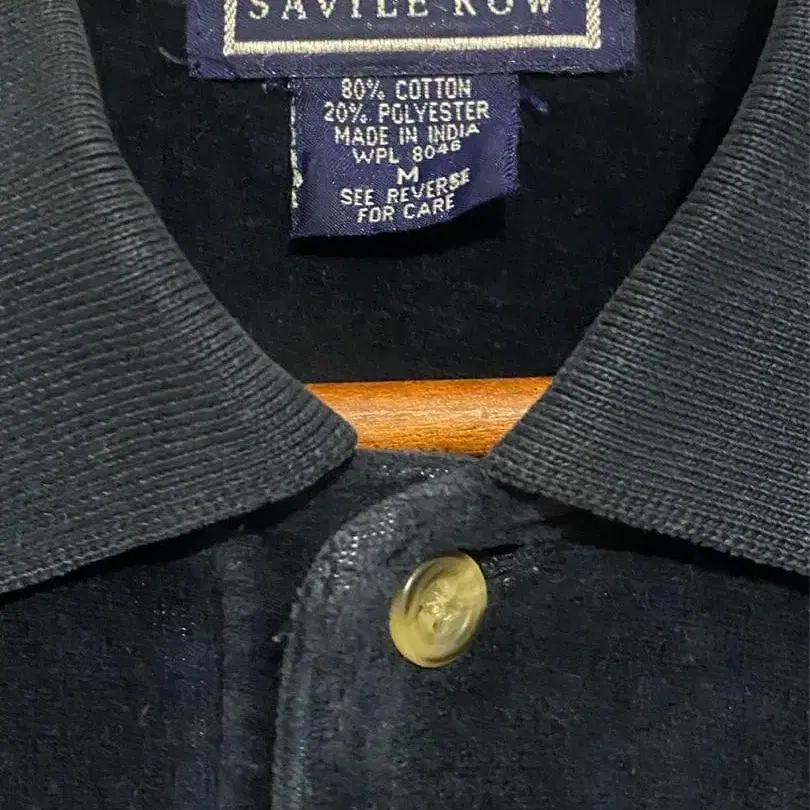 SAVILE ROW
80% COTTON
20% POLYESTER
MADE IN INDIA
WPL 8046
M
SEE REVERSE
FOR CARE